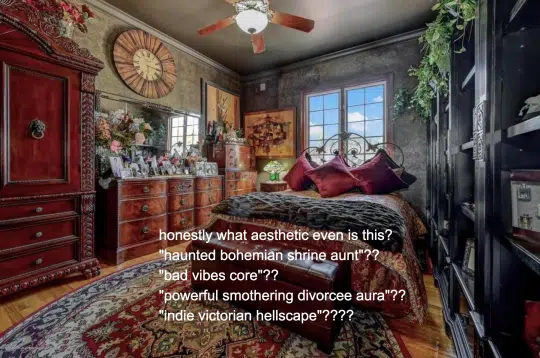 honestly what aesthetic even is this?
"haunted bohemian shrine aunt"??
"bad vibes core"??
"powerful smothering divorcee aura"??
"indie victorian hellscape"????